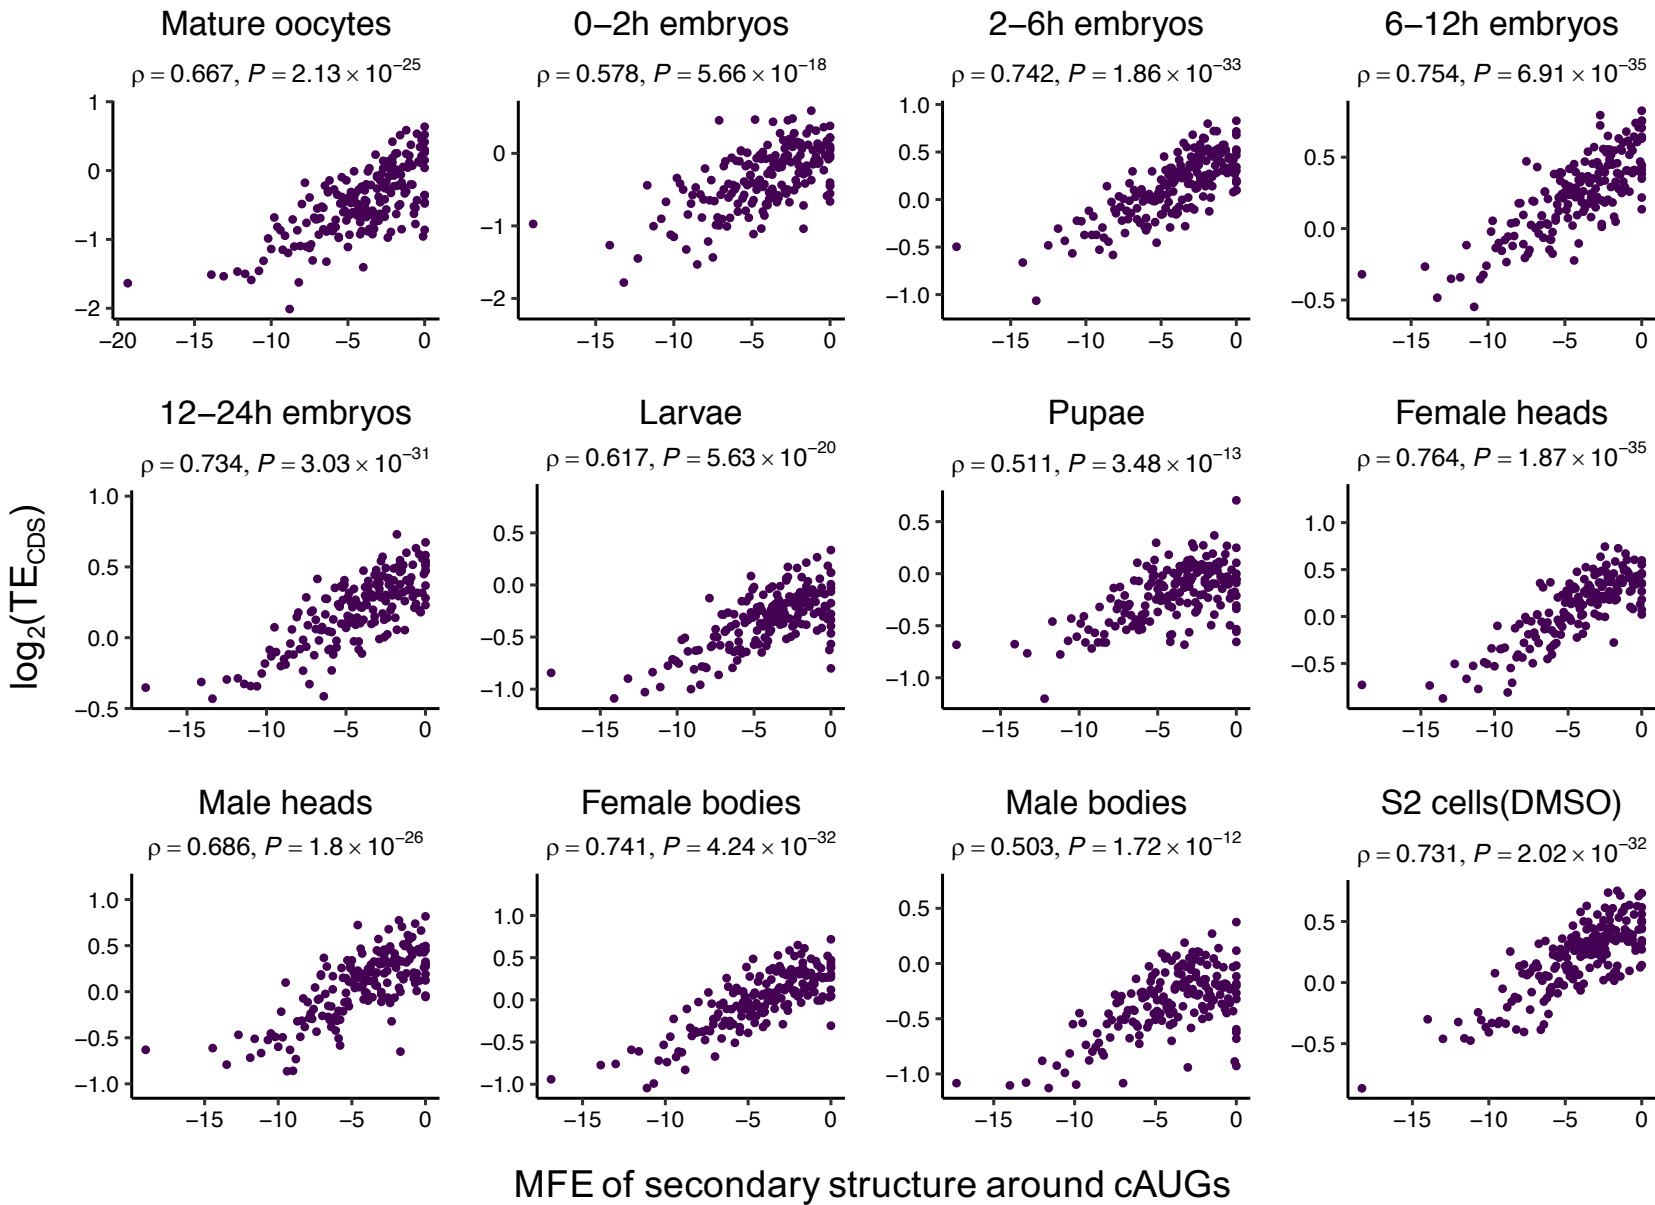 Mature oocytes
ρ = 0.667, P = 2.13 × 10⁻²⁵
1
0
−1
−2
−20 −15 −10 −5 0
0−2h embryos
ρ = 0.578, P = 5.66 × 10⁻¹⁸
0
−1
−2
−15 −10 −5 0
2−6h embryos
ρ = 0.742, P = 1.86 × 10⁻³³
1.0
0.5
0.0
−0.5
−1.0
−15 −10 −5 0
6−12h embryos
ρ = 0.754, P = 6.91 × 10⁻³⁵
0.5
0.0
−0.5
−15 −10 −5 0
log₂(TE_CDS)
12−24h embryos
ρ = 0.734, P = 3.03 × 10⁻³¹
1.0
0.5
0.0
−0.5
−15 −10 −5 0
Larvae
ρ = 0.617, P = 5.63 × 10⁻²⁰
0.5
0.0
−0.5
−1.0
−15 −10 −5 0
Pupae
ρ = 0.511, P = 3.48 × 10⁻¹³
0.5
0.0
−0.5
−1.0
−15 −10 −5 0
Female heads
ρ = 0.764, P = 1.87 × 10⁻³⁵
1.0
0.5
0.0
−0.5
−15 −10 −5 0
Male heads
ρ = 0.686, P = 1.8 × 10⁻²⁶
1.0
0.5
0.0
−0.5
−1.0
−15 −10 −5 0
Female bodies
ρ = 0.741, P = 4.24 × 10⁻³²
1.0
0.5
0.0
−0.5
−1.0
−15 −10 −5 0
Male bodies
ρ = 0.503, P = 1.72 × 10⁻¹²
0.5
0.0
−0.5
−1.0
−15 −10 −5 0
S2 cells(DMSO)
ρ = 0.731, P = 2.02 × 10⁻³²
0.5
0.0
−0.5
−15 −10 −5 0
MFE of secondary structure around cAUGs